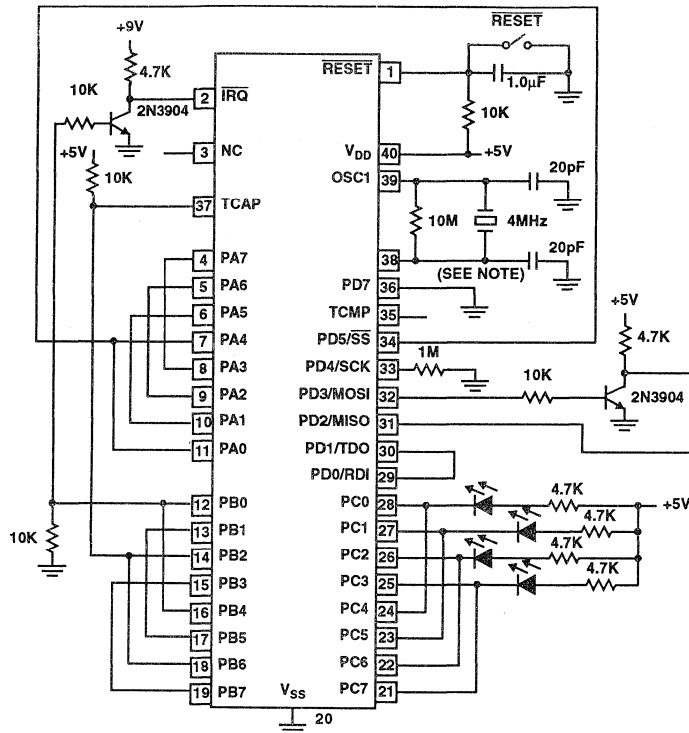 RESET
+9V
4.7K
RESET
1
1.0μF
10K
2
IRQ
2N3904
10K
+5V
3
NC
VDD
40
+5V
10K
OSC1
39
20pF
37
TCAP
10M
4MHz
20pF
4
PA7
38
(SEE NOTE)
5
PA6
PD7
36
6
PA5
TCMP
35
+5V
7
PA4
PD5/SS
34
4.7K
8
PA3
PD4/SCK
33
1M
9
PA2
PD3/MOSI
32
10K
2N3904
10
PA1
PD2/MISO
31
11
PA0
PD1/TDO
30
PD0/RDI
29
12
PB0
PC0
28
4.7K
+5V
10K
13
PB1
PC1
27
4.7K
14
PB2
PC2
26
4.7K
15
PB3
PC3
25
4.7K
16
PB4
PC4
24
17
PB5
PC5
23
18
PB6
PC6
22
19
PB7
VSS
PC7
21
20